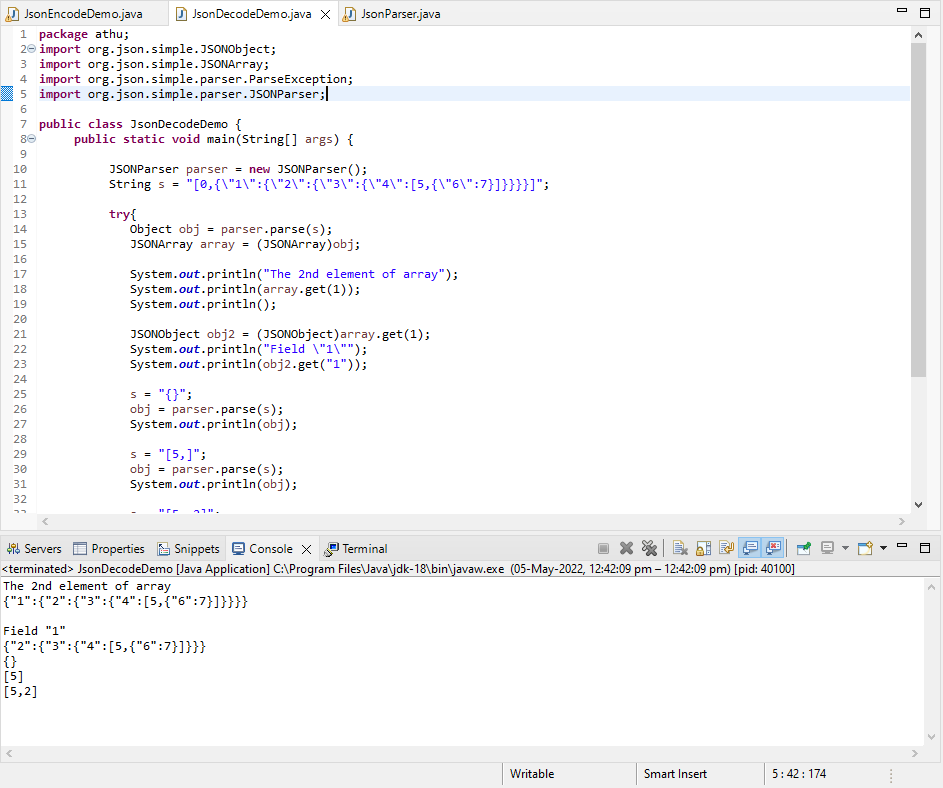 JsonEncodeDemo.java JsonDecodeDemo.java JsonParser.java
1 package athu;
2 import org.json.simple.JSONObject;
3 import org.json.simple.JSONArray;
4 import org.json.simple.parser.ParseException;
5 import org.json.simple.parser.JSONParser;
6
7 public class JsonDecodeDemo {
8 public static void main(String[] args) {
9
10 JSONParser parser = new JSONParser();
11 String s = "[0,{\"1\":{\"2\":{\"3\":{\"4\":[5,{\"6\":7}]}}}}]";
12
13 try{
14 Object obj = parser.parse(s);
15 JSONArray array = (JSONArray)obj;
16
17 System.out.println("The 2nd element of array");
18 System.out.println(array.get(1));
19 System.out.println();
20
21 JSONObject obj2 = (JSONObject)array.get(1);
22 System.out.println("Field \"1\"");
23 System.out.println(obj2.get("1"));
24
25 s = "{}";
26 obj = parser.parse(s);
27 System.out.println(obj);
28
29 s = "[5,]";
30 obj = parser.parse(s);
31 System.out.println(obj);
32
Servers Properties Snippets Console Terminal
<terminated> JsonDecodeDemo [Java Application] C:\Program Files\Java\jdk-18\bin\javaw.exe (05-May-2022, 12:42:09 pm – 12:42:09 pm) [pid: 40100]
The 2nd element of array
{"1":{"2":{"3":{"4":[5,{"6":7}]}}}}
Field "1"
{"2":{"3":{"4":[5,{"6":7}]}}}
{}
[5]
[5,2]
Writable Smart Insert 5 : 42 : 174